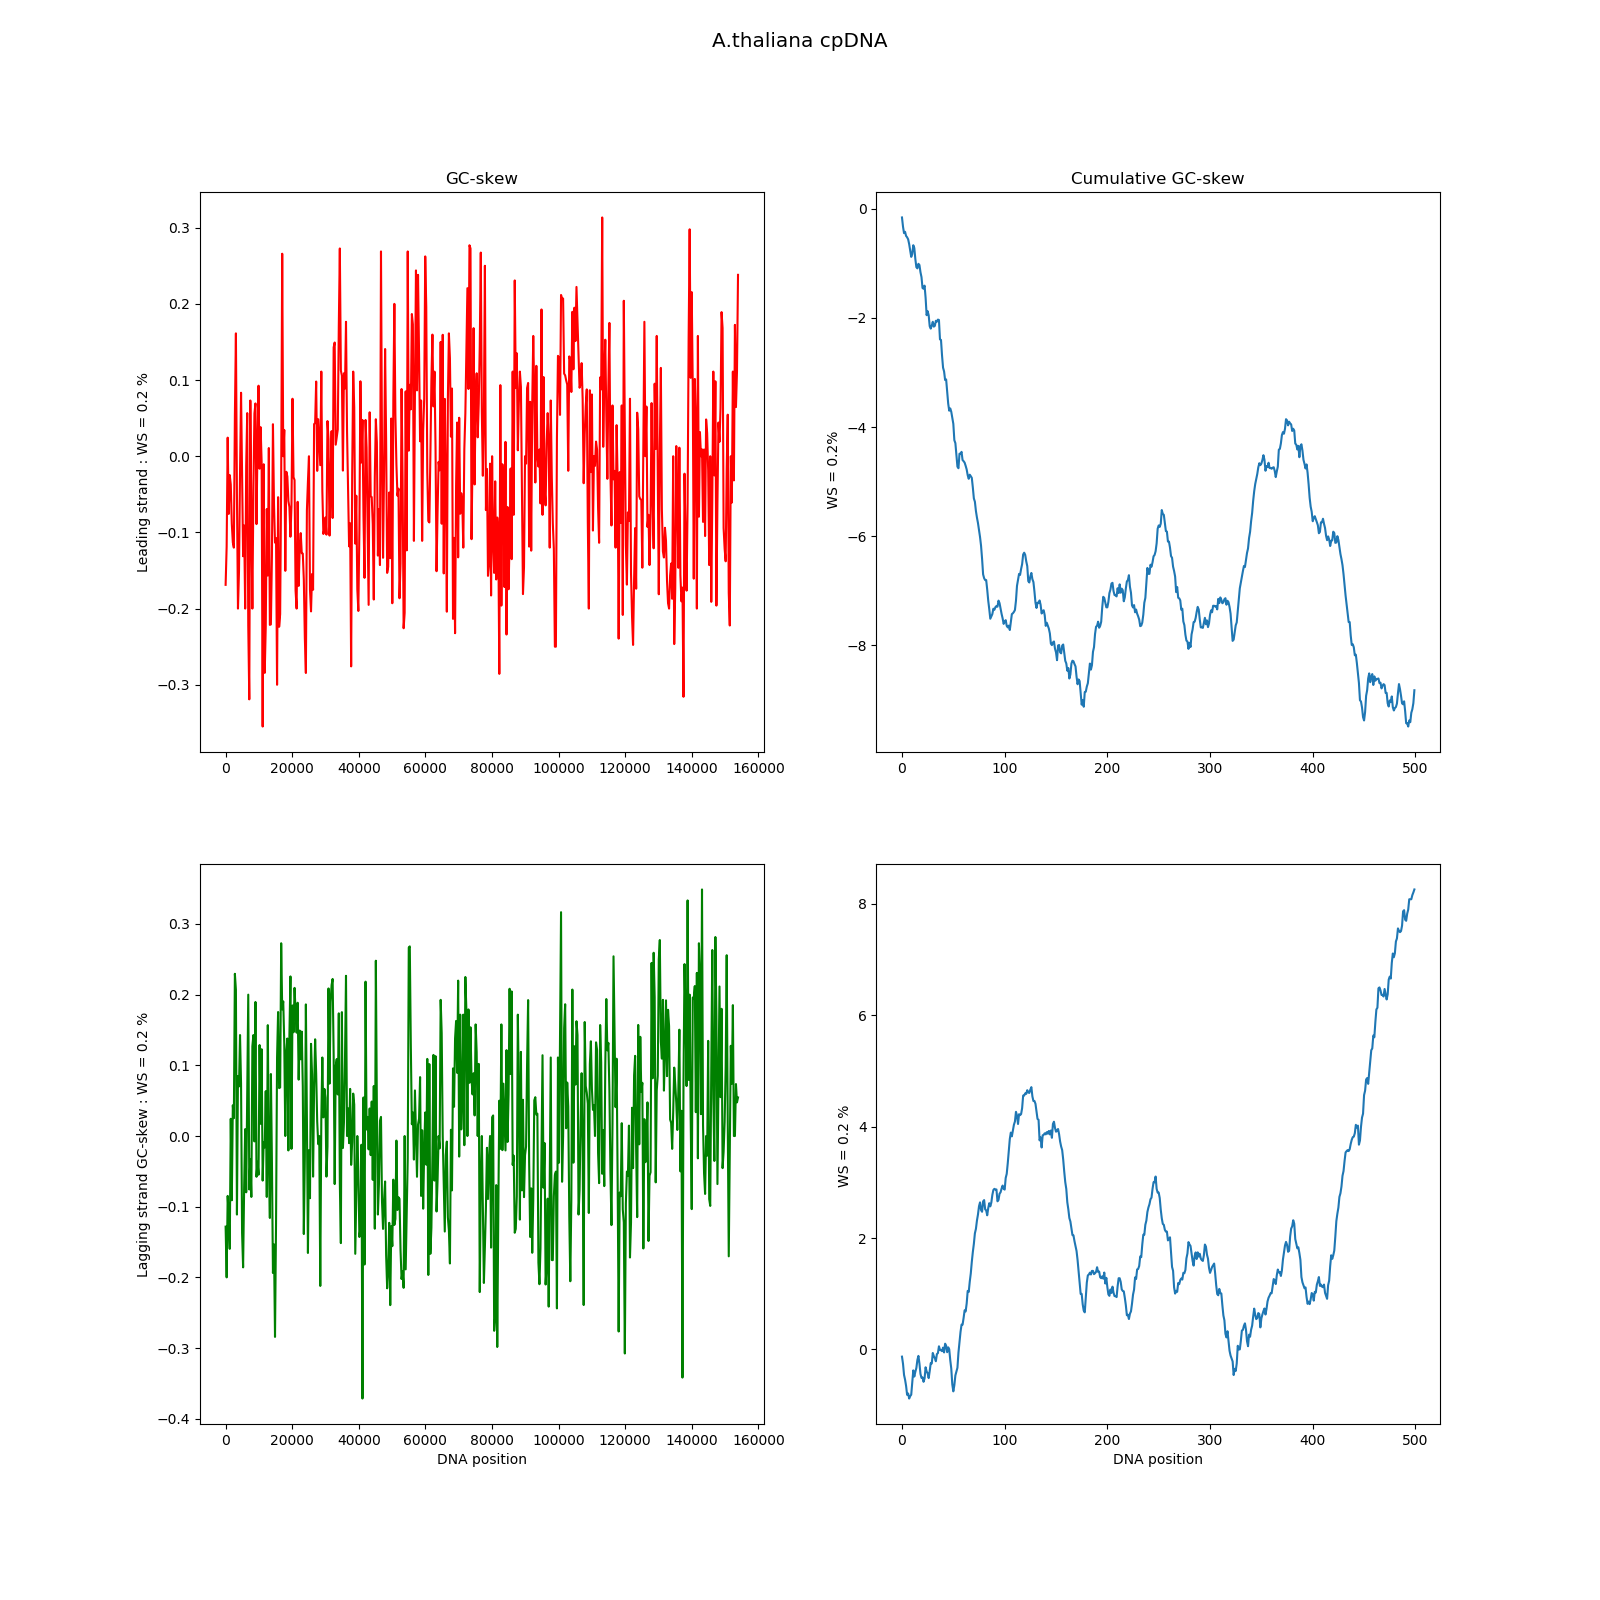 A.thaliana cpDNA
GC-skew
Leading strand : WS = 0.2 %
0.3
0.2
0.1
0.0
−0.1
−0.2
−0.3
0 20000 40000 60000 80000 100000 120000 140000 160000
Cumulative GC-skew
WS = 0.2%
0
−2
−4
−6
−8
0 100 200 300 400 500
Lagging strand GC-skew : WS = 0.2 %
0.3
0.2
0.1
0.0
−0.1
−0.2
−0.3
−0.4
0 20000 40000 60000 80000 100000 120000 140000 160000
DNA position
WS = 0.2 %
8
6
4
2
0
0 100 200 300 400 500
DNA position